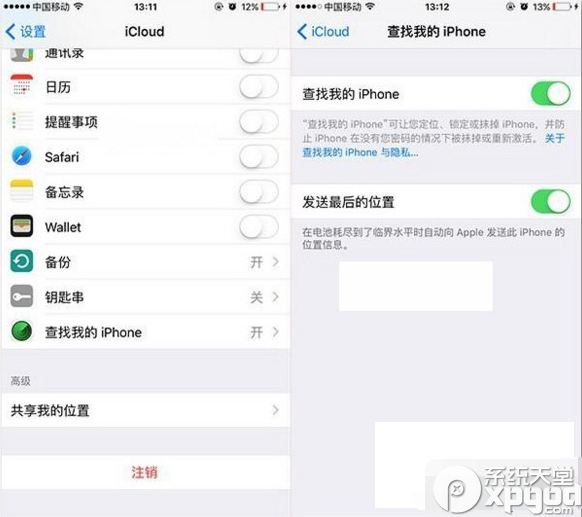 中国移动 13:11 12%
设置 iCloud
通讯录
日历
提醒事项
Safari
备忘录
Wallet
备份 开
钥匙串 关
查找我的 iPhone 开
高级
共享我的位置
注销
中国移动 13:12 13%
iCloud 查找我的 iPhone
查找我的 iPhone
“查找我的 iPhone”可让您定位、锁定或抹掉 iPhone，并防
止 iPhone 在没有您密码的情况下被抹掉或重新激活。关于
查找我的 iPhone 与隐私...
发送最后的位置
在电池耗尽到了临界水平时自动向 Apple 发送此 iPhone 的
位置信息。
系统天堂
xpgod